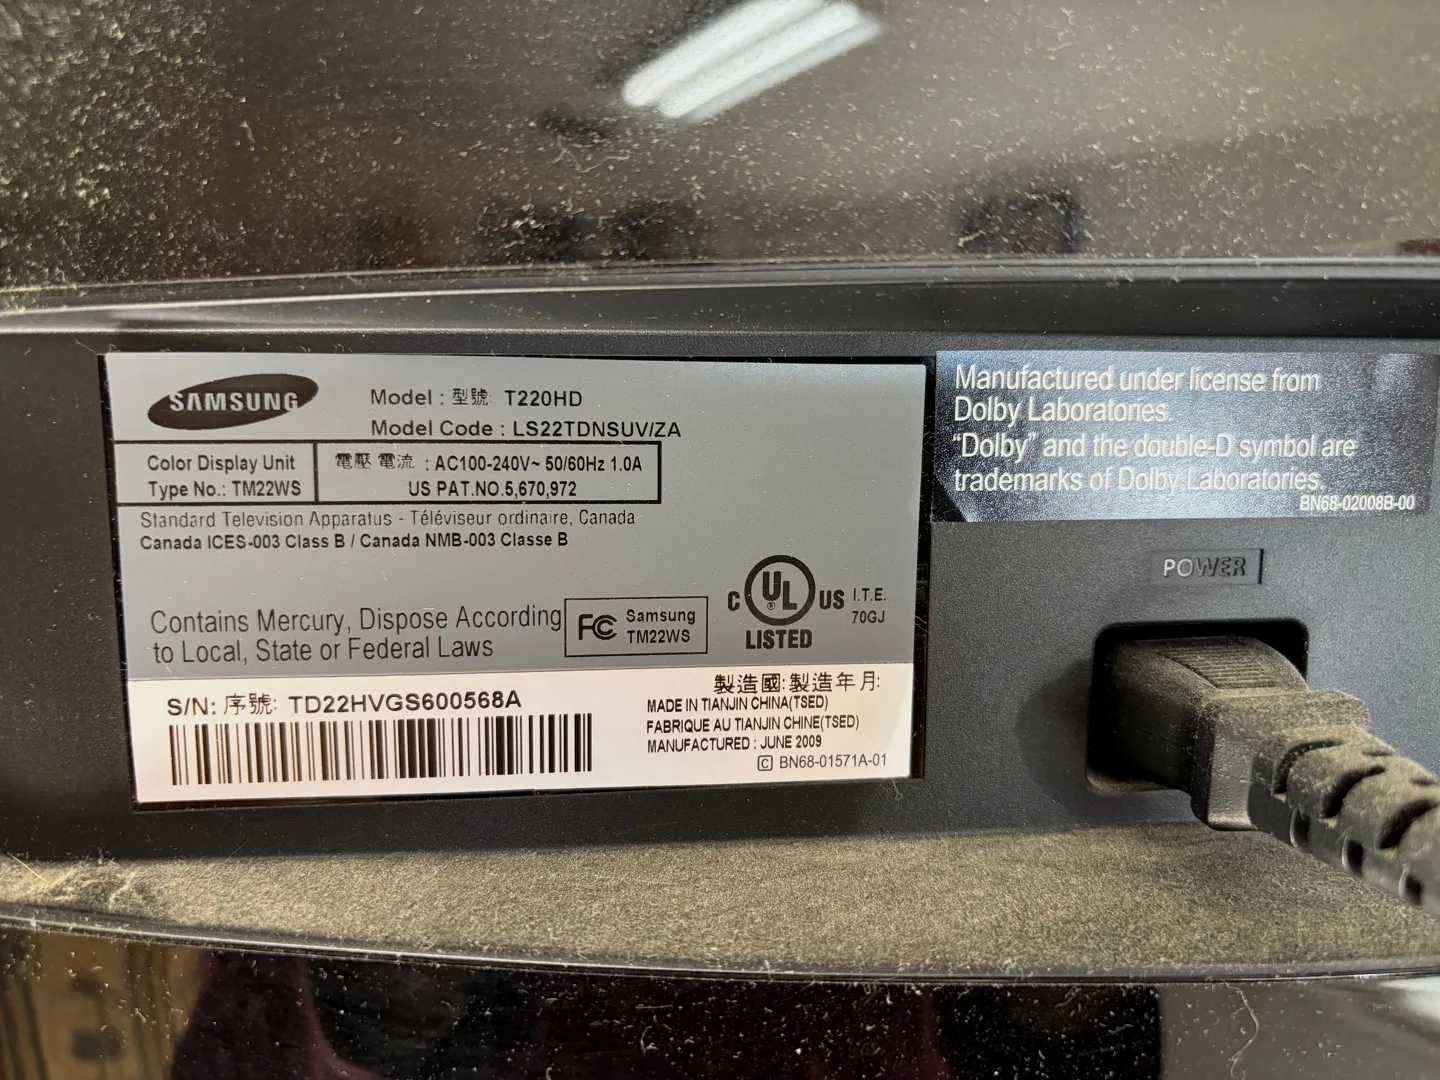 SAMSUNG
Model : 型號: T220HD
Model Code : LS22TDNSUV/ZA
Color Display Unit
Type No.: TM22WS
電壓 電流 : AC100-240V~ 50/60Hz 1.0A
US PAT.NO.5,670,972
Standard Television Apparatus - Téléviseur ordinaire, Canada
Canada ICES-003 Class B / Canada NMB-003 Classe B
Contains Mercury, Dispose According
to Local, State or Federal Laws
FC Samsung
TM22WS
C UL ® US
LISTED
I.T.E.
70GJ
S/N: 序號: TD22HVGS600568A
製造國:製造年月:
MADE IN TIANJIN CHINA(TSED)
FABRIQUE AU TIANJIN CHINE(TSED)
MANUFACTURED : JUNE 2009
C BN68-01571A-01
Manufactured under license from
Dolby Laboratories.
“Dolby” and the double-D symbol are
trademarks of Dolby Laboratories.
BN68-02008B-00
POWER